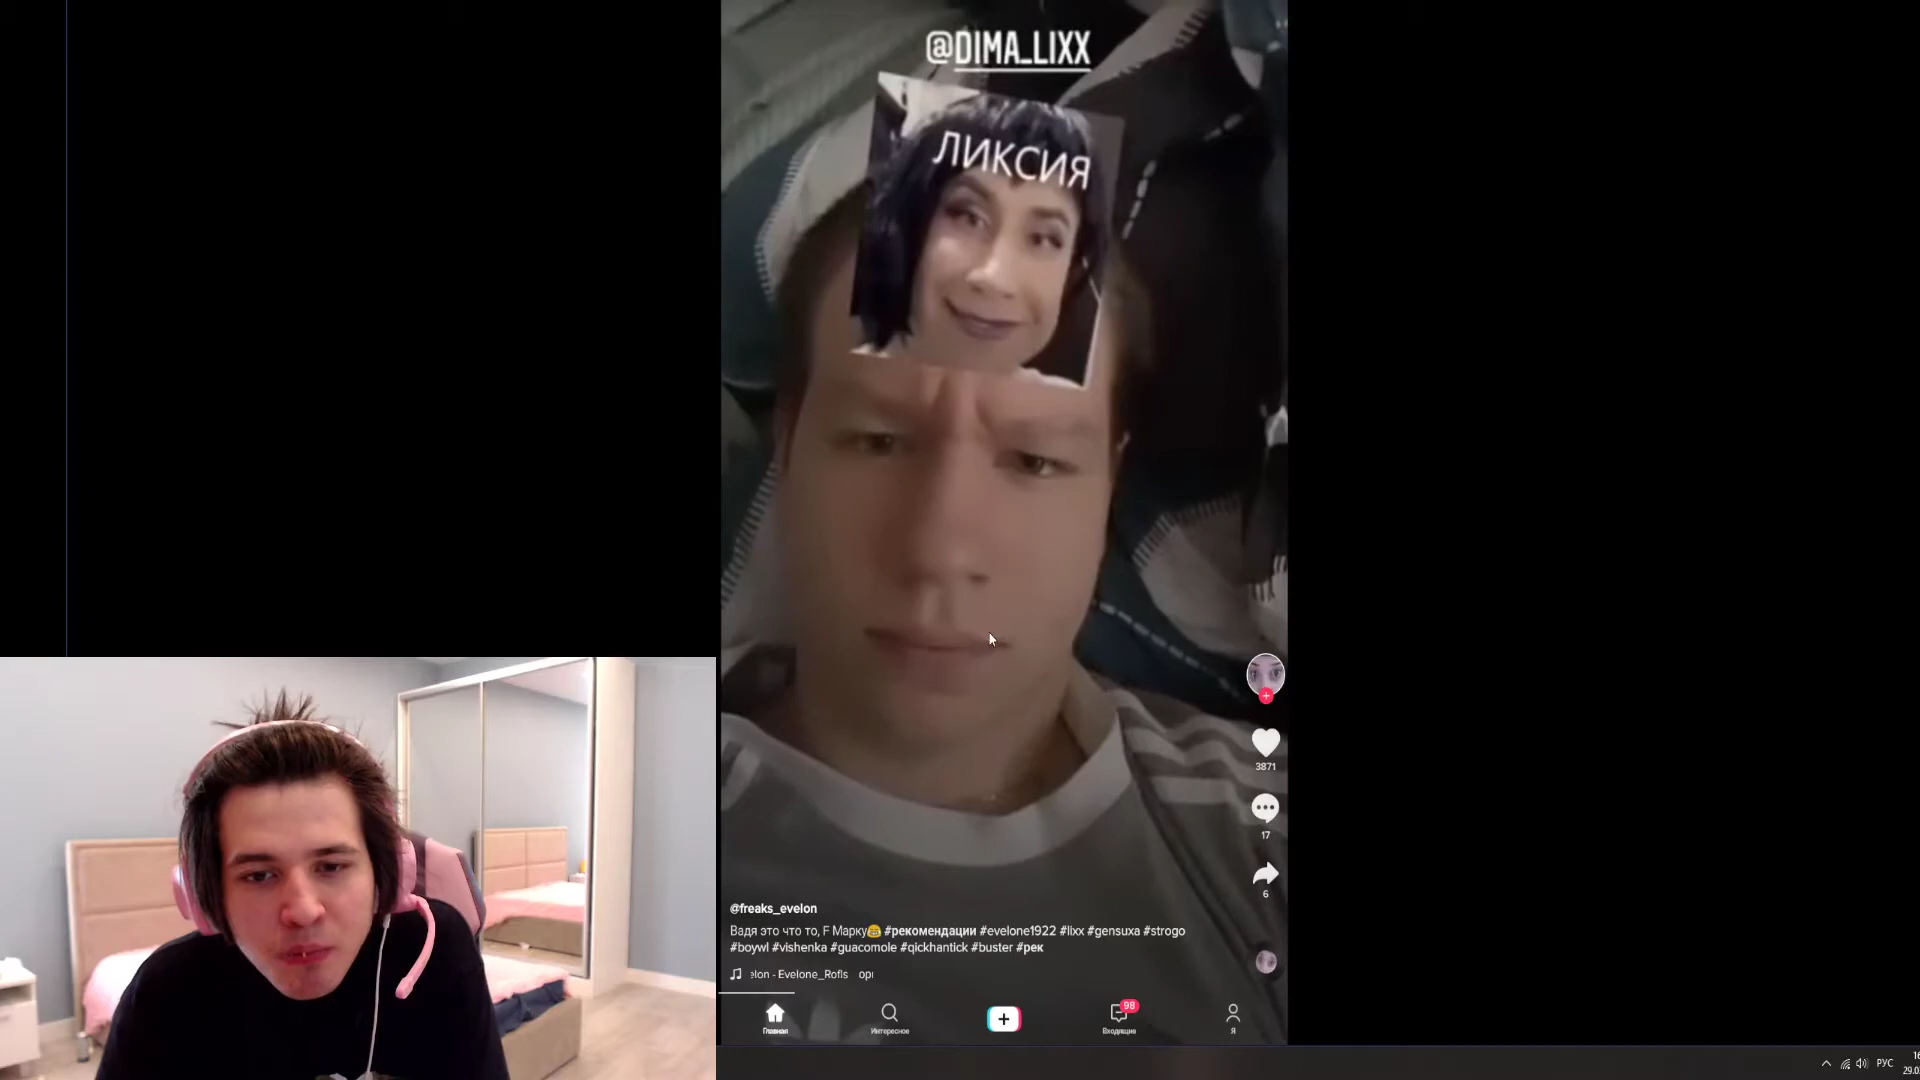 @DIMA_LIXX
ЛИКСИЯ
3871
17
6
@freaks_evelon
Вадя это что то, F Марку😂 #рекомендации #evelone1922 #lixx #gensuxa #strogo
#boywl #vishenka #guacomole #qickhantick #buster #рек
elon - Evelone_Rofls ори
98
Главная
Интересное
Входящие
Я
РУС